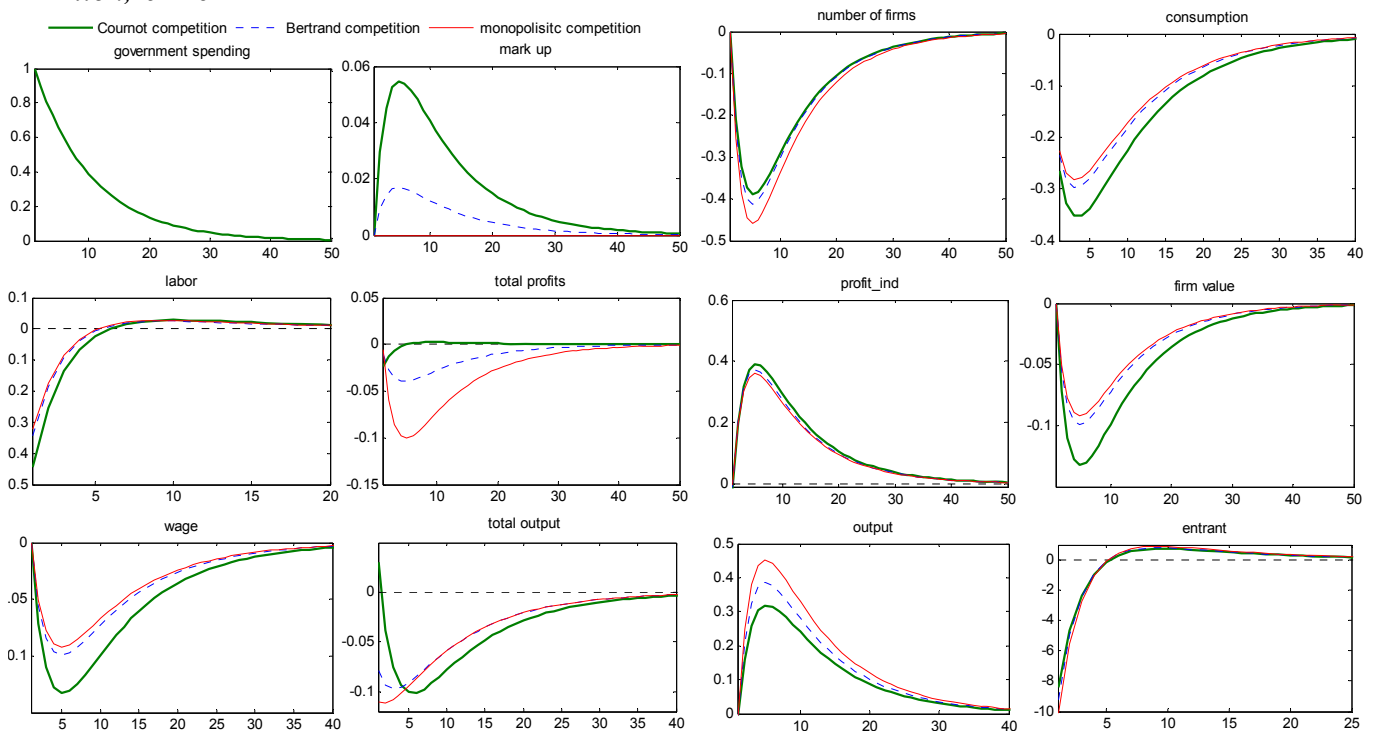 Cournot competition Bertrand competition monopolisitc competition
government spending
1
0.8
0.6
0.4
0.2
0
10 20 30 40 50
mark up
0.06
0.04
0.02
0
10 20 30 40 50
number of firms
0
-0.1
-0.2
-0.3
-0.4
-0.5
10 20 30 40 50
consumption
0
-0.1
-0.2
-0.3
-0.4
5 10 15 20 25 30 35 40
labor
0.1
0
0.1
0.2
0.3
0.4
0.5
5 10 15 20
total profits
0.05
0
-0.05
-0.1
-0.15
10 20 30 40 50
profit_ind
0.6
0.4
0.2
0
10 20 30 40 50
firm value
0
-0.05
-0.1
10 20 30 40 50
wage
0
.05
0.1
5 10 15 20 25 30 35 40
total output
0
-0.05
-0.1
5 10 15 20 25 30 35 40
output
0.5
0.4
0.3
0.2
0.1
0
10 20 30 40
entrant
0
-2
-4
-6
-8
-10
5 10 15 20 25